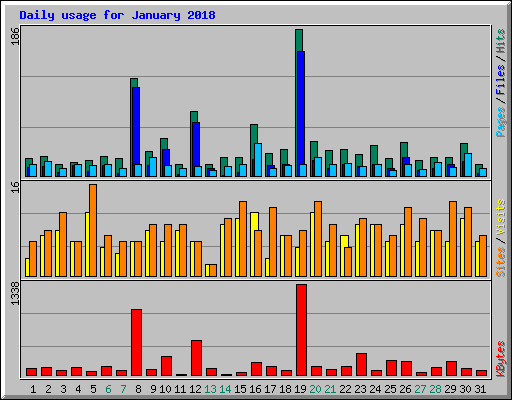 Daily usage for January 2018
186
Pages / Files / Hits
16
Sites / Visits
1338
KBytes
1 2 3 4 5 6 7 8 9 10 11 12 13 14 15 16 17 18 19 20 21 22 23 24 25 26 27 28 29 30 31